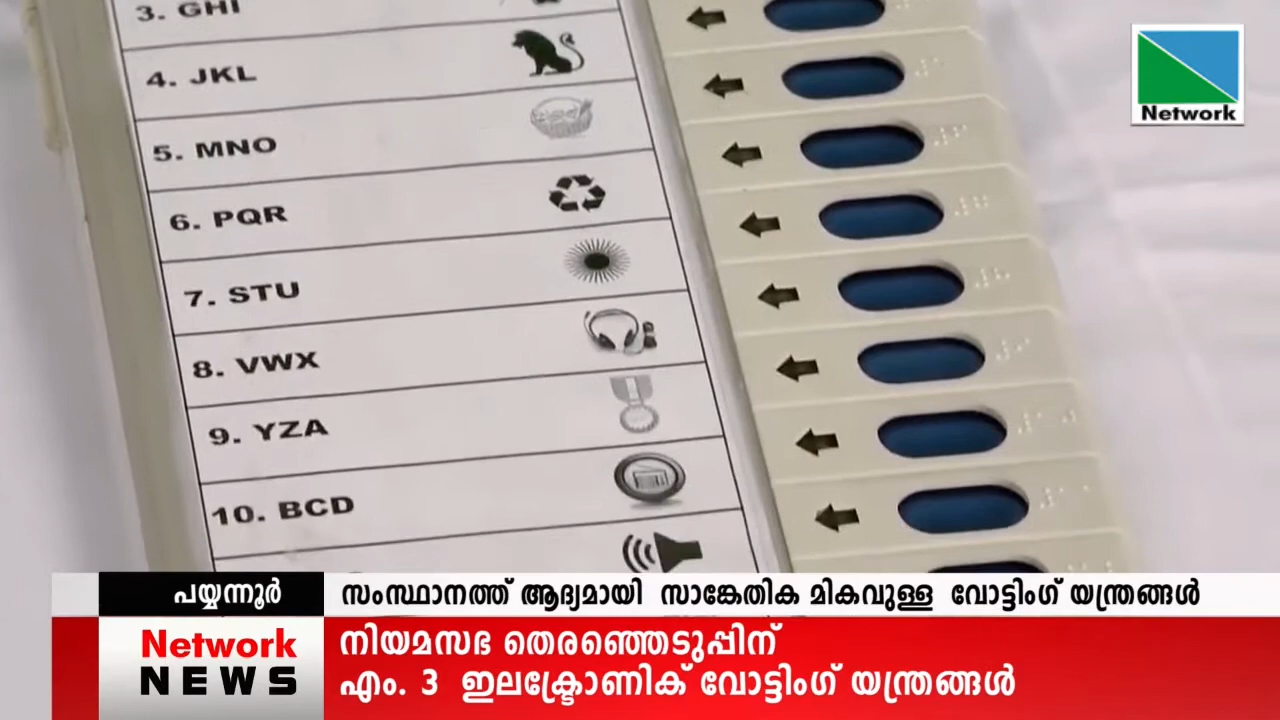 3. GHI
4. JKL
5. MNO
6. PQR
7. STU
8. VWX
9. YZA
10. BCD
Network
പയ്യന്നൂർ
സംസ്ഥാനത്ത് ആദ്യമായി സാങ്കേതിക മികവുള്ള വോട്ടിംഗ് യന്ത്രങ്ങൾ
Network
NEWS
നിയമസഭ തെരഞ്ഞെടുപ്പിന്
എം. 3 ഇലക്ട്രോണിക് വോട്ടിംഗ് യന്ത്രങ്ങൾ